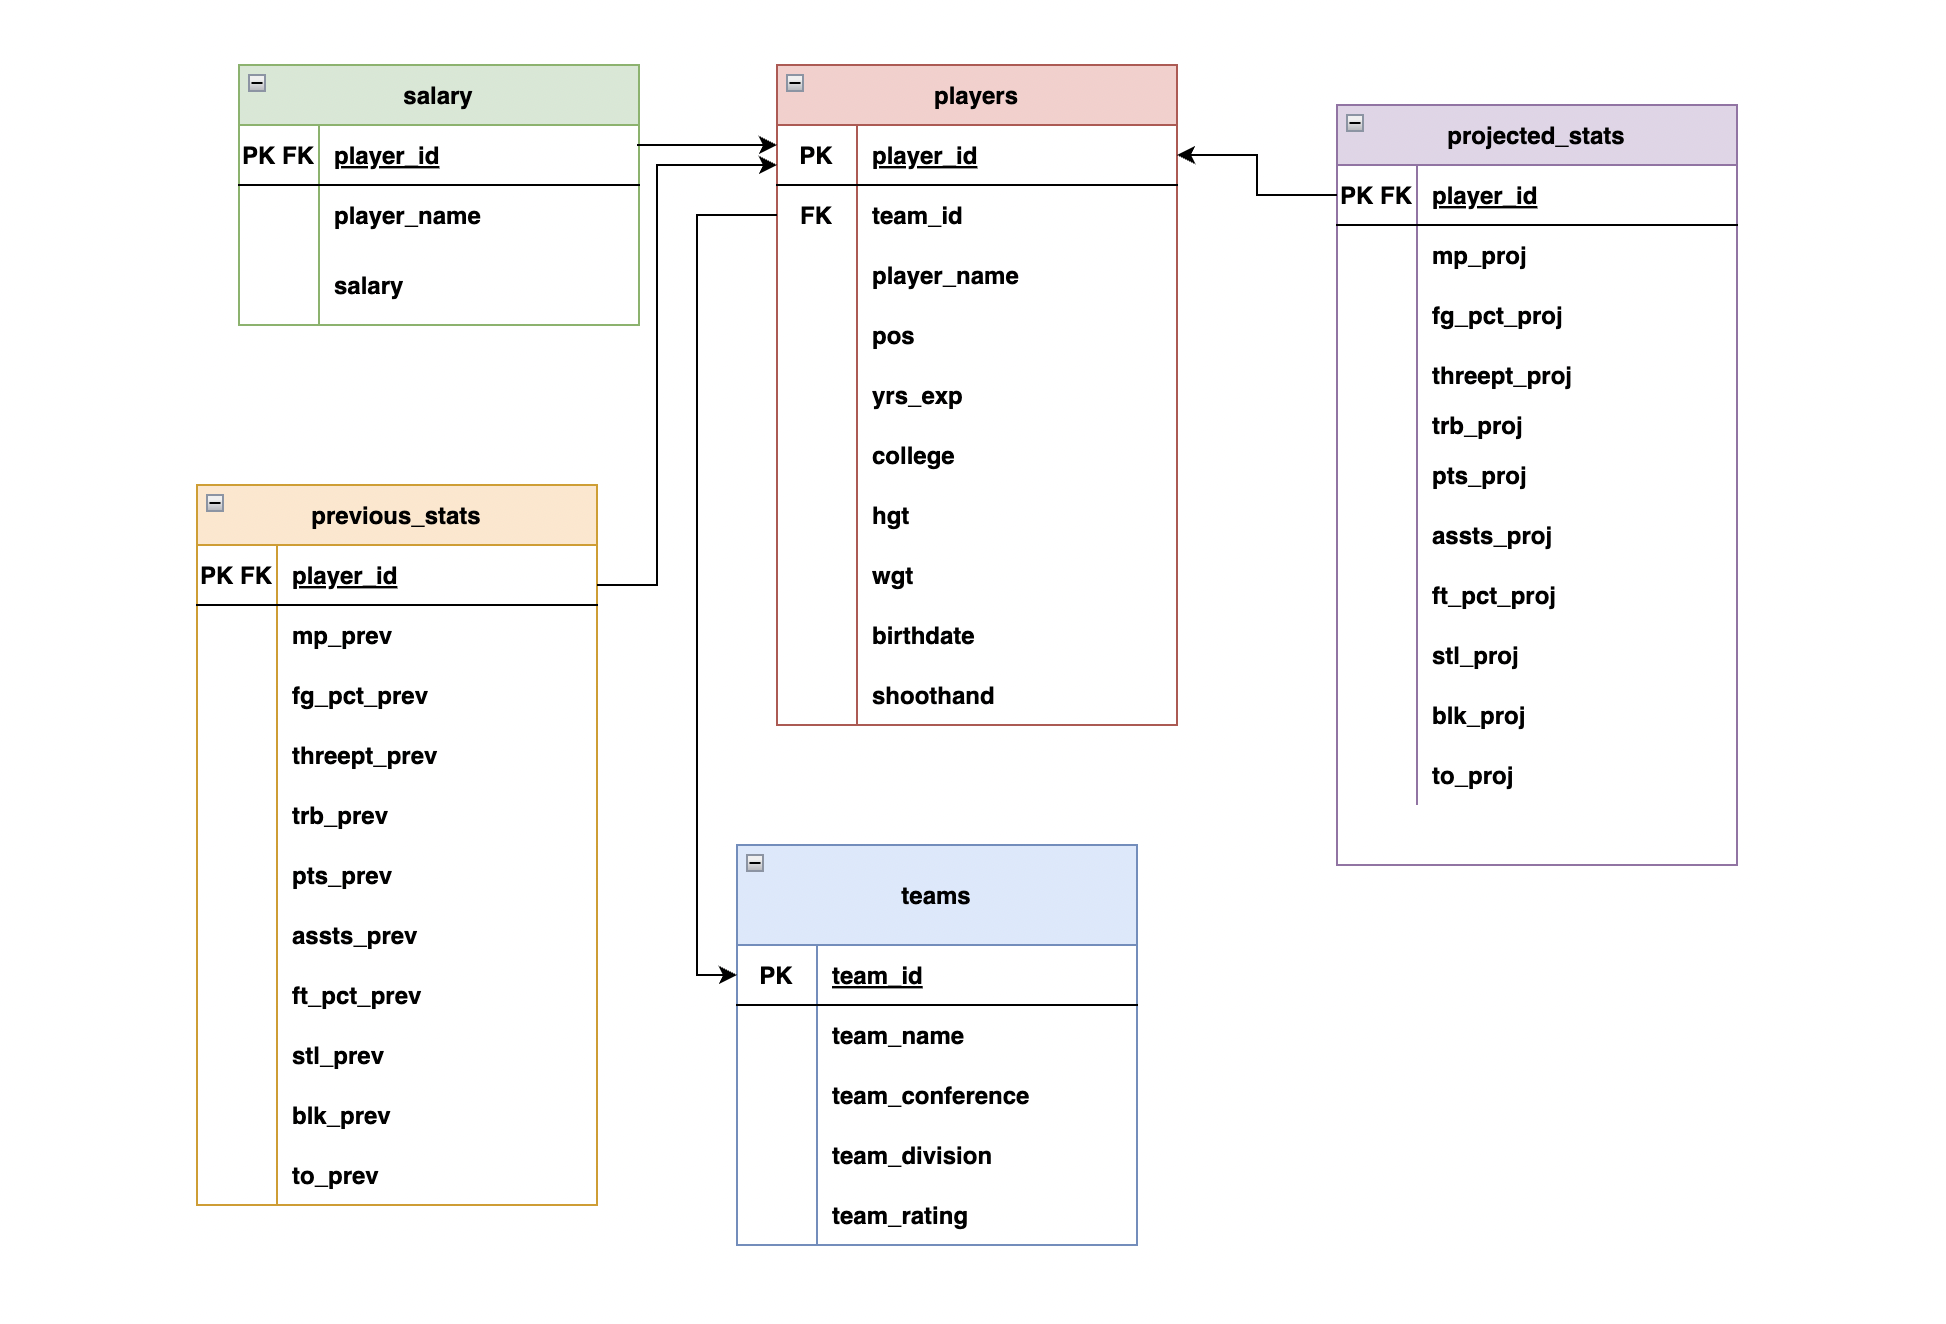 salary
PK FK player_id
player_name
salary
players
PK player_id
FK team_id
player_name
pos
yrs_exp
college
hgt
wgt
birthdate
shoothand
projected_stats
PK FK player_id
mp_proj
fg_pct_proj
threept_proj
trb_proj
pts_proj
assts_proj
ft_pct_proj
stl_proj
blk_proj
to_proj
previous_stats
PK FK player_id
mp_prev
fg_pct_prev
threept_prev
trb_prev
pts_prev
assts_prev
ft_pct_prev
stl_prev
blk_prev
to_prev
teams
PK team_id
team_name
team_conference
team_division
team_rating